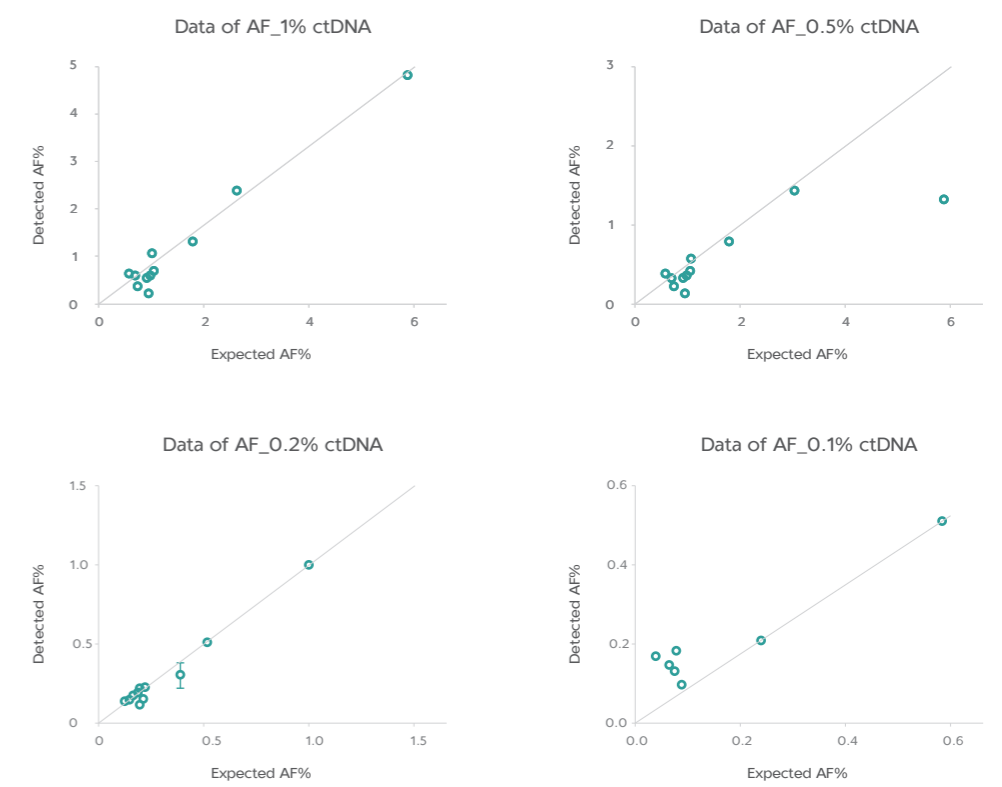 Data of AF_1% ctDNA
5
4
3
2
1
0
0 2 4 6
Detected AF%
Expected AF%
Data of AF_0.5% ctDNA
3
2
1
0
0 2 4 6
Detected AF%
Expected AF%
Data of AF_0.2% ctDNA
1.5
1.0
0.5
0
0 0.5 1.0 1.5
Detected AF%
Expected AF%
Data of AF_0.1% ctDNA
0.6
0.4
0.2
0.0
0.0 0.2 0.4 0.6
Detected AF%
Expected AF%